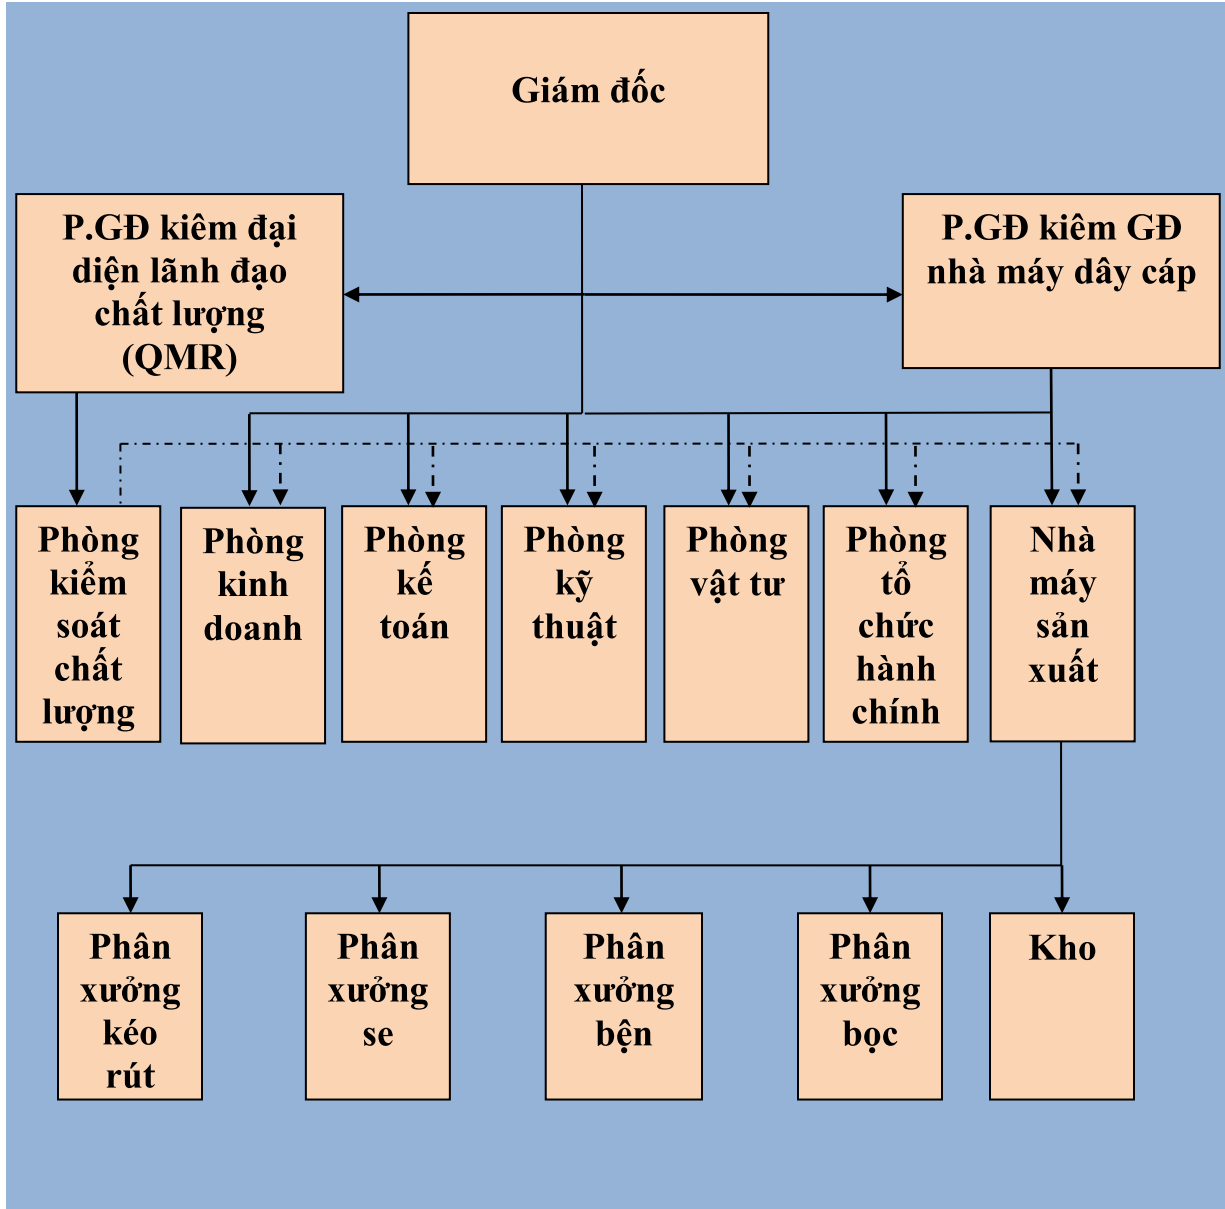 Giám đốc
P.GĐ kiêm đại
diện lãnh đạo
chất lượng
(QMR)
P.GĐ kiêm GĐ
nhà máy dây cáp
Phòng
kiểm
soát
chất
lượng
Phòng
kinh
doanh
Phòng
kế
toán
Phòng
kỹ
thuật
Phòng
vật tư
Phòng
tổ
chức
hành
chính
Nhà
máy
sản
xuất
Phân
xưởng
kéo
rút
Phân
xưởng
se
Phân
xưởng
bện
Phân
xưởng
bọc
Kho